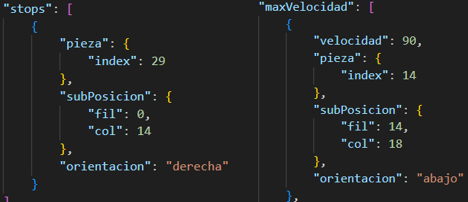 "stops": [
{
"pieza": {
"index": 29
},
"subPosicion": {
"fil": 0,
"col": 14
},
"orientacion": "derecha"
}
]
"maxVelocidad": [
{
"velocidad": 90,
"pieza": {
"index": 14
},
"subPosicion": {
"fil": 14,
"col": 18
},
"orientacion": "abajo"
},